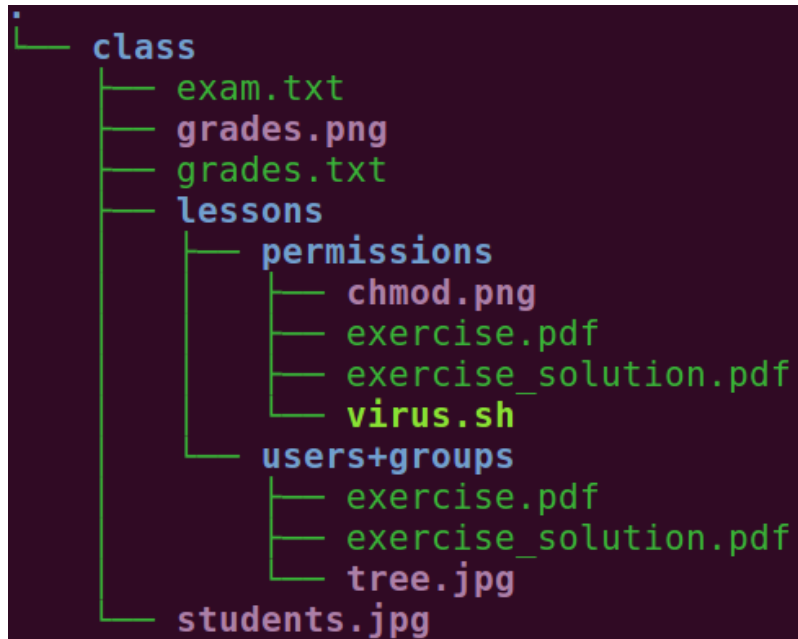 .
└── class
    ├── exam.txt
    ├── grades.png
    ├── grades.txt
    ├── lessons
    │   ├── permissions
    │   │   ├── chmod.png
    │   │   ├── exercise.pdf
    │   │   ├── exercise_solution.pdf
    │   │   └── virus.sh
    │   └── users+groups
    │       ├── exercise.pdf
    │       ├── exercise_solution.pdf
    │       └── tree.jpg
    └── students.jpg